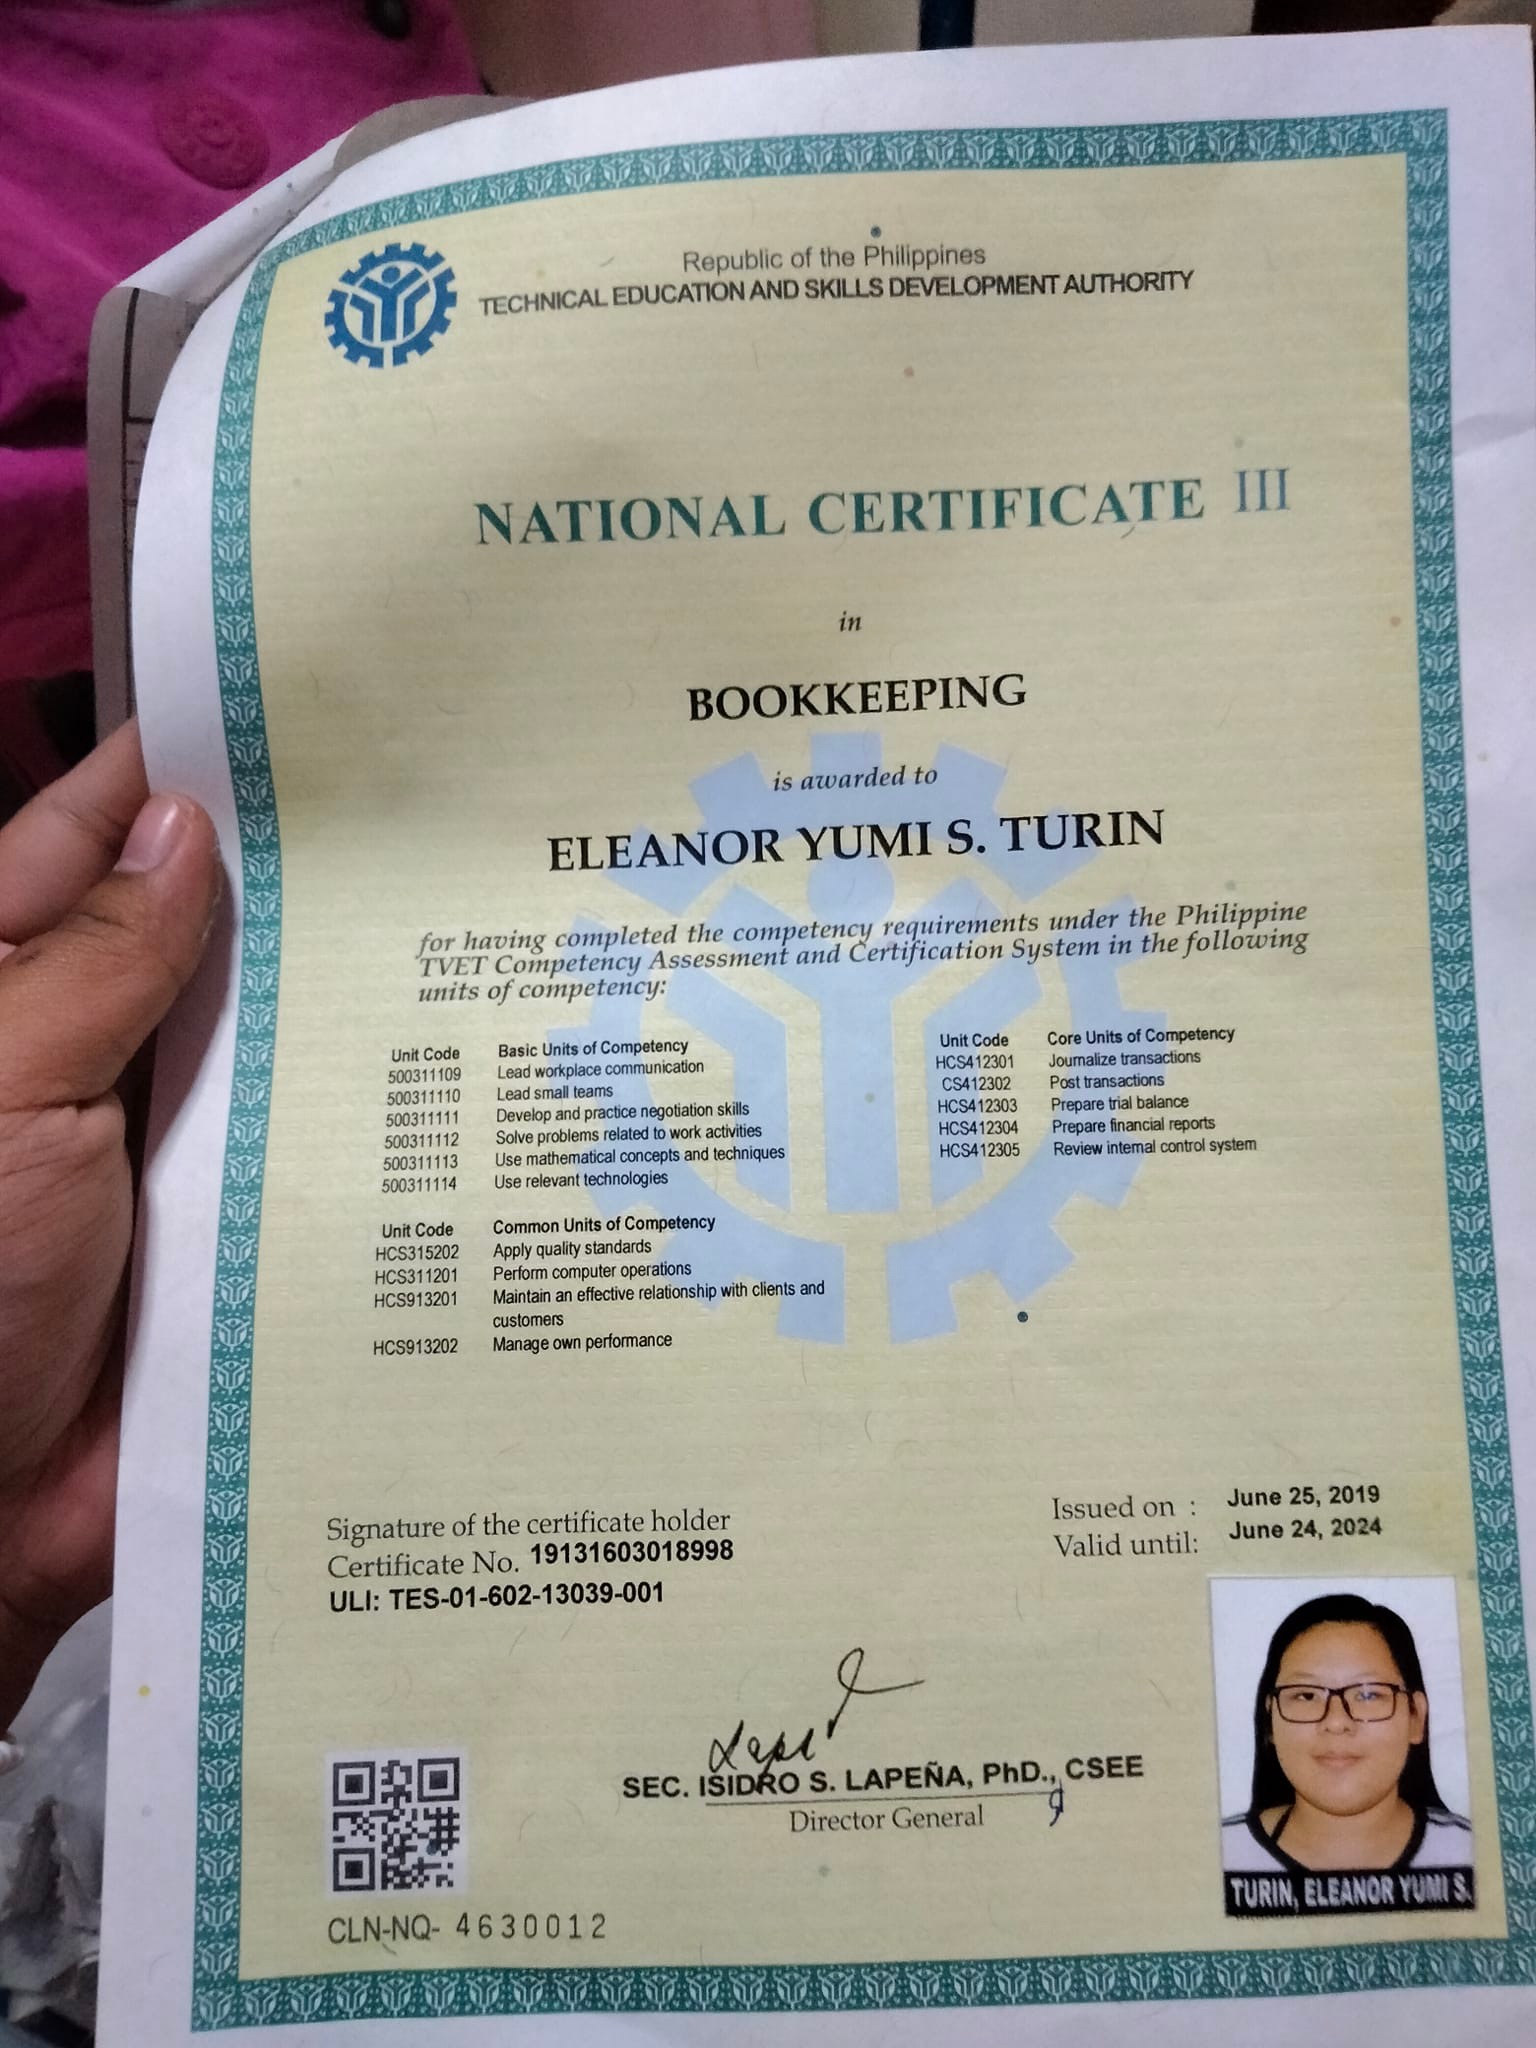 Republic of the Philippines
TECHNICAL EDUCATION AND SKILLS DEVELOPMENT AUTHORITY
NATIONAL CERTIFICATE III
in
BOOKKEEPING
is awarded to
ELEANOR YUMI S. TURIN
for having completed the competency requirements under the Philippine
TVET Competency Assessment and Certification System in the following
units of competency:
Unit Code Basic Units of Competency
500311109 Lead workplace communication
500311110 Lead small teams
500311111 Develop and practice negotiation skills
500311112 Solve problems related to work activities
500311113 Use mathematical concepts and techniques
500311114 Use relevant technologies
Unit Code Common Units of Competency
HCS315202 Apply quality standards
HCS311201 Perform computer operations
HCS913201 Maintain an effective relationship with clients and
customers
HCS913202 Manage own performance
Unit Code Core Units of Competency
HCS412301 Journalize transactions
CS412302 Post transactions
HCS412303 Prepare trial balance
HCS412304 Prepare financial reports
HCS412305 Review internal control system
Signature of the certificate holder
Certificate No. 19131603018998
ULI: TES-01-602-13039-001
Issued on : June 25, 2019
Valid until: June 24, 2024
SEC. ISIDRO S. LAPEÑA, PhD., CSEE
Director General
TURIN, ELEANOR YUMI S.
CLN-NQ- 4630012